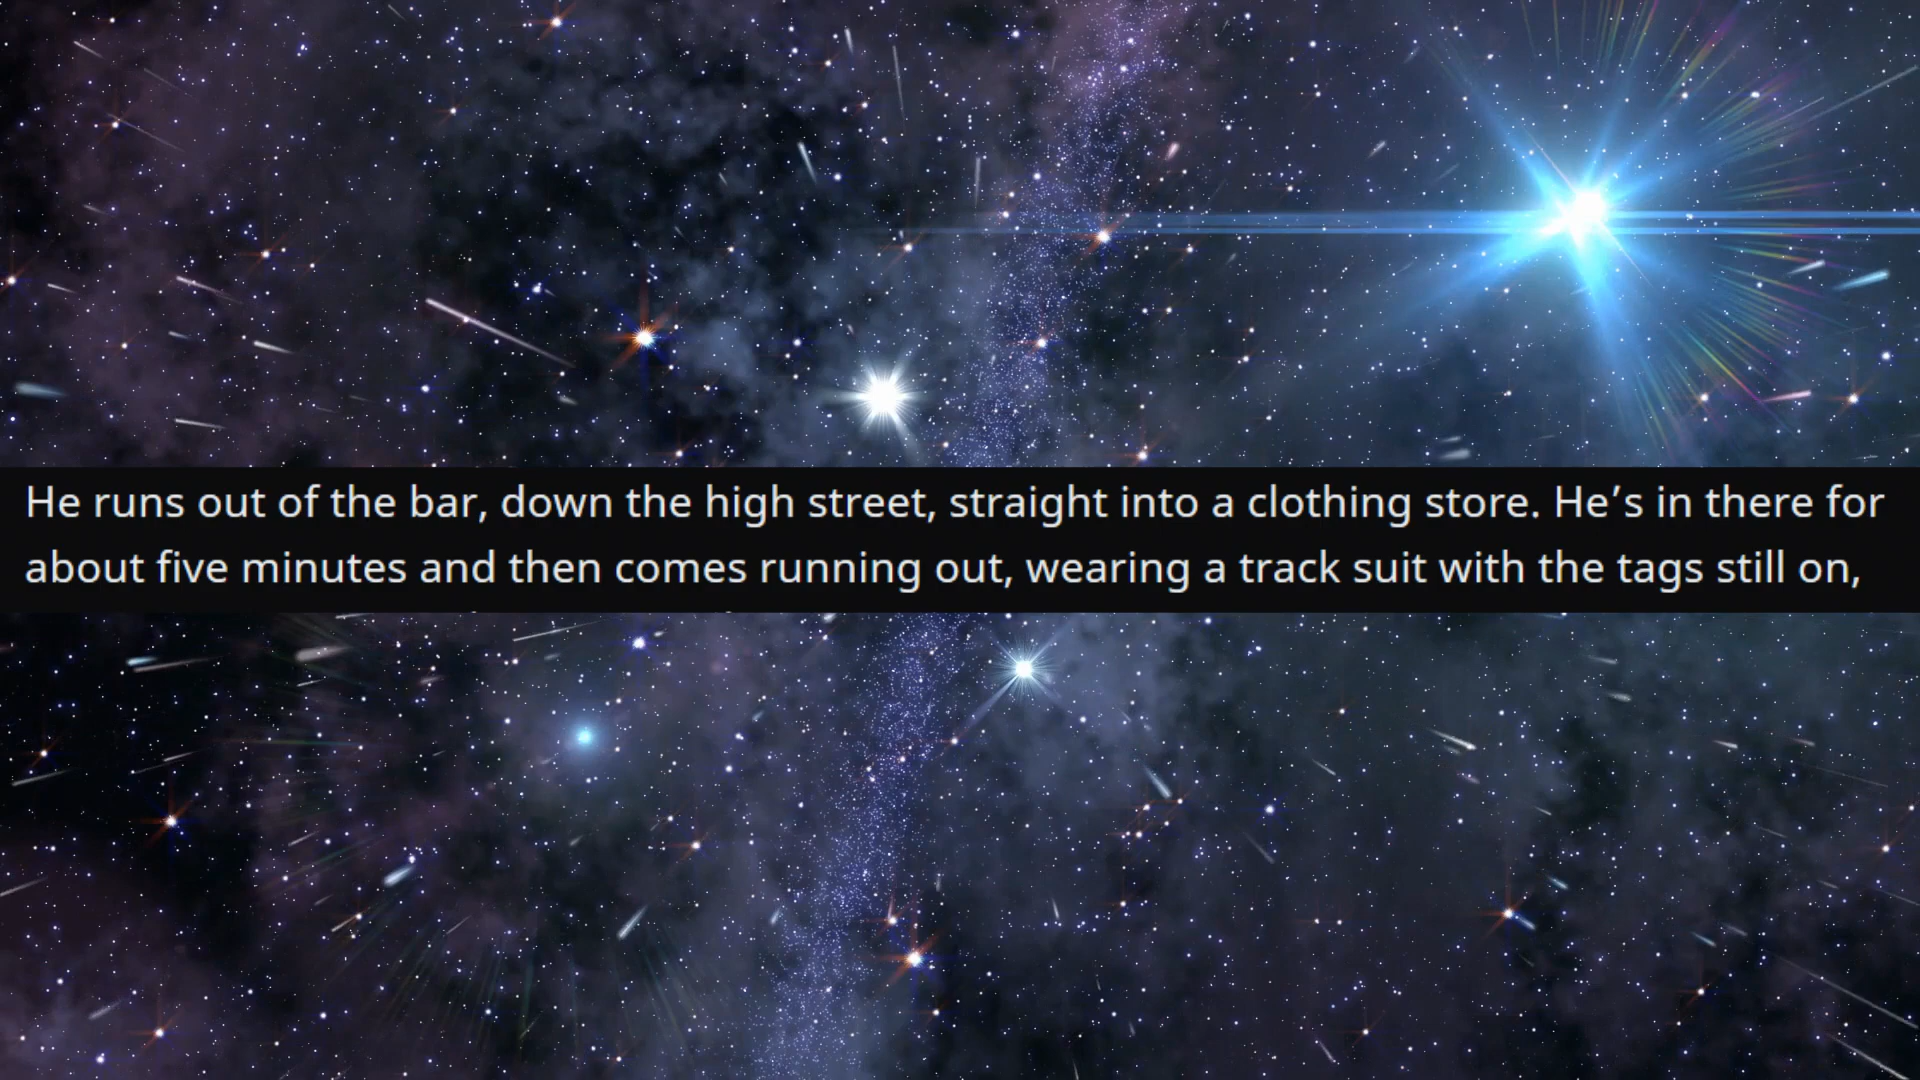 He runs out of the bar, down the high street, straight into a clothing store. He’s in there for
about five minutes and then comes running out, wearing a track suit with the tags still on,